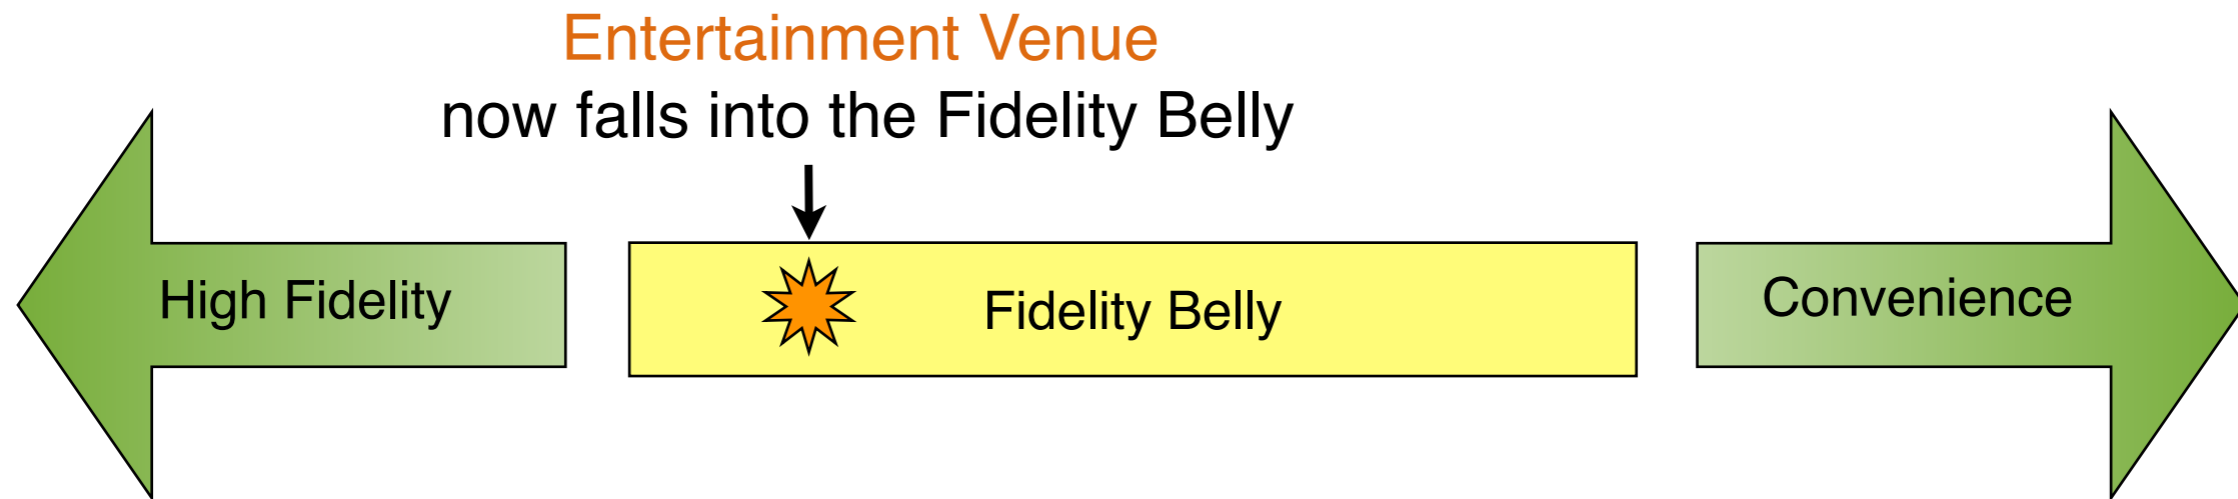 Entertainment Venue
now falls into the Fidelity Belly
High Fidelity
Fidelity Belly
Convenience